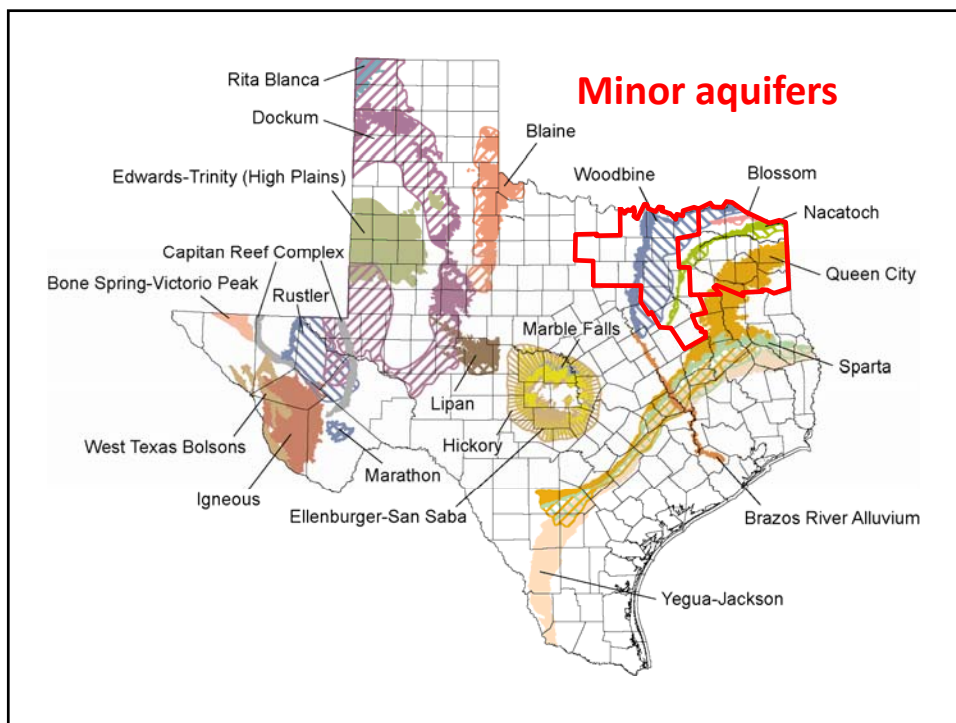 Minor aquifers
Rita Blanca
Dockum
Blaine
Edwards-Trinity (High Plains)
Woodbine
Blossom
Nacatoch
Capitan Reef Complex
Queen City
Bone Spring-Victorio Peak
Rustler
Marble Falls
Sparta
Lipan
West Texas Bolsons
Hickory
Marathon
Igneous
Ellenburger-San Saba
Brazos River Alluvium
Yegua-Jackson